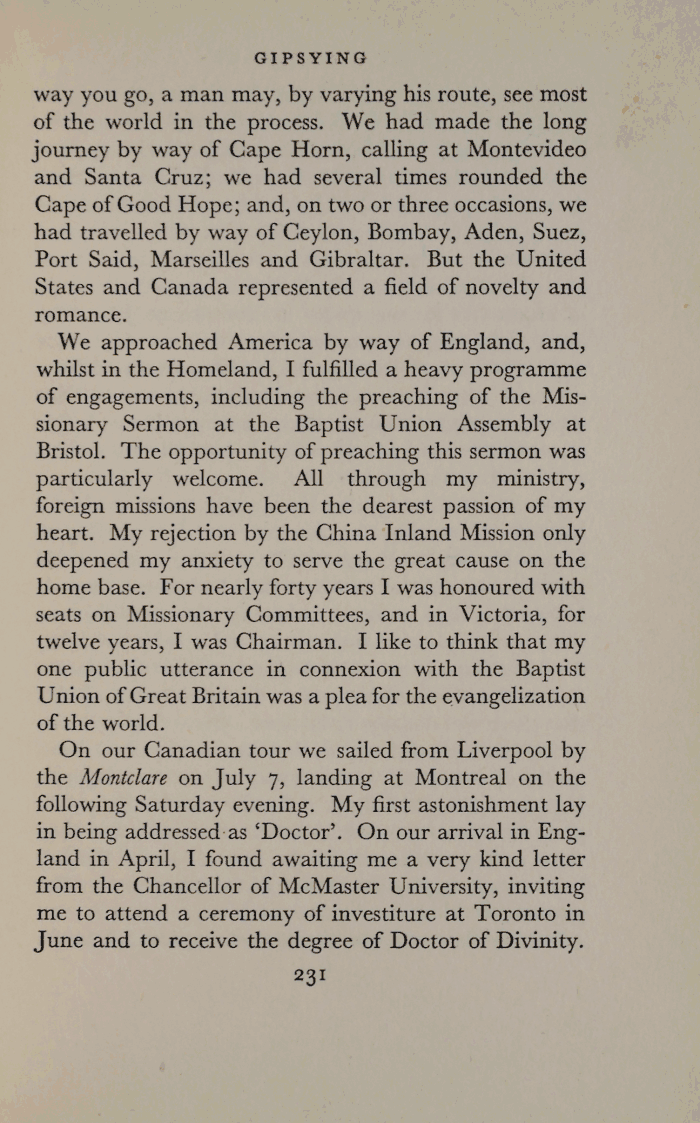 GIPSYING
way you go, a man may, by varying his route, see most
of the world in the process. We had made the long
journey by way of Cape Horn, calling at Montevideo
and Santa Cruz; we had several times rounded the
Cape of Good Hope; and, on two or three occasions, we
had travelled by way of Ceylon, Bombay, Aden, Suez,
Port Said, Marseilles and Gibraltar. But the United
States and Canada represented a field of novelty and
romance.
We approached America by way of England, and,
whilst in the Homeland, I fulfilled a heavy programme
of engagements, including the preaching of the Mis-
sionary Sermon at the Baptist Union Assembly at
Bristol. The opportunity of preaching this sermon was
particularly welcome. All through my ministry,
foreign missions have been the dearest passion of my
heart. My rejection by the China Inland Mission only
deepened my anxiety to serve the great cause on the
home base. For nearly forty years I was honoured with
seats on Missionary Committees, and in Victoria, for
twelve years, I was Chairman. I like to think that my
one public utterance in connexion with the Baptist
Union of Great Britain was a plea for the evangelization
of the world.
On our Canadian tour we sailed from Liverpool by
the Montclare on July 7, landing at Montreal on the
following Saturday evening. My first astonishment lay
in being addressed as ‘Doctor’. On our arrival in Eng-
land in April, I found awaiting me a very kind letter
from the Chancellor of McMaster University, inviting
me to attend a ceremony of investiture at Toronto in
June and to receive the degree of Doctor of Divinity.
231